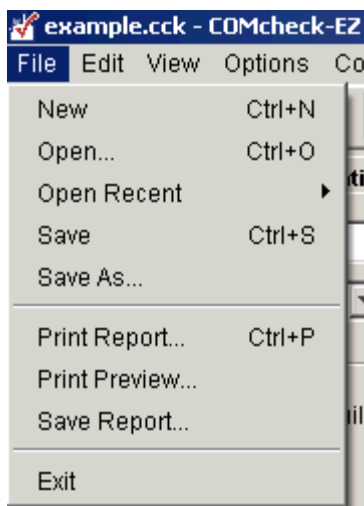 example.cck - COMcheck-EZ
File Edit View Options Co
New Ctrl+N
Open... Ctrl+O
Open Recent
Save Ctrl+S
Save As...
Print Report... Ctrl+P
Print Preview...
Save Report...
Exit